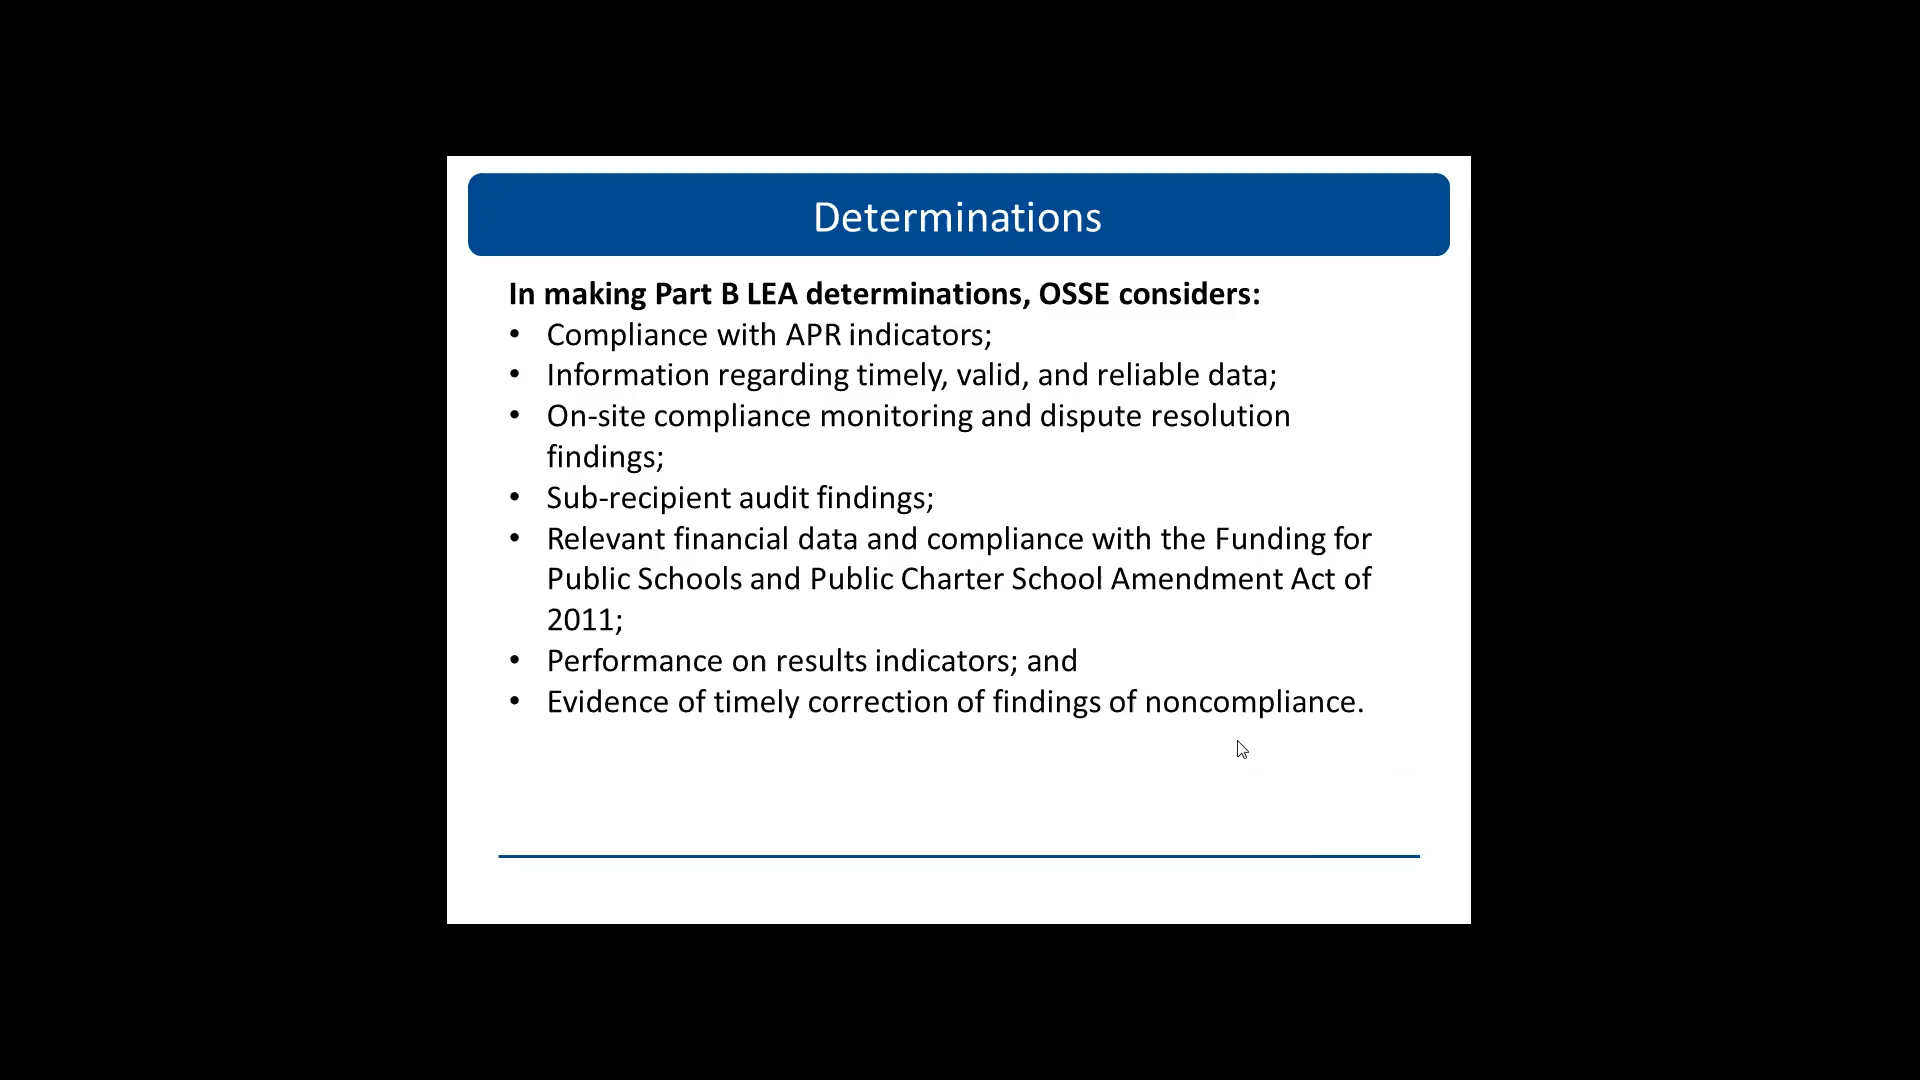 Determinations
In making Part B LEA determinations, OSSE considers:
• Compliance with APR indicators;
• Information regarding timely, valid, and reliable data;
• On-site compliance monitoring and dispute resolution
findings;
• Sub-recipient audit findings;
• Relevant financial data and compliance with the Funding for
Public Schools and Public Charter School Amendment Act of
2011;
• Performance on results indicators; and
• Evidence of timely correction of findings of noncompliance.